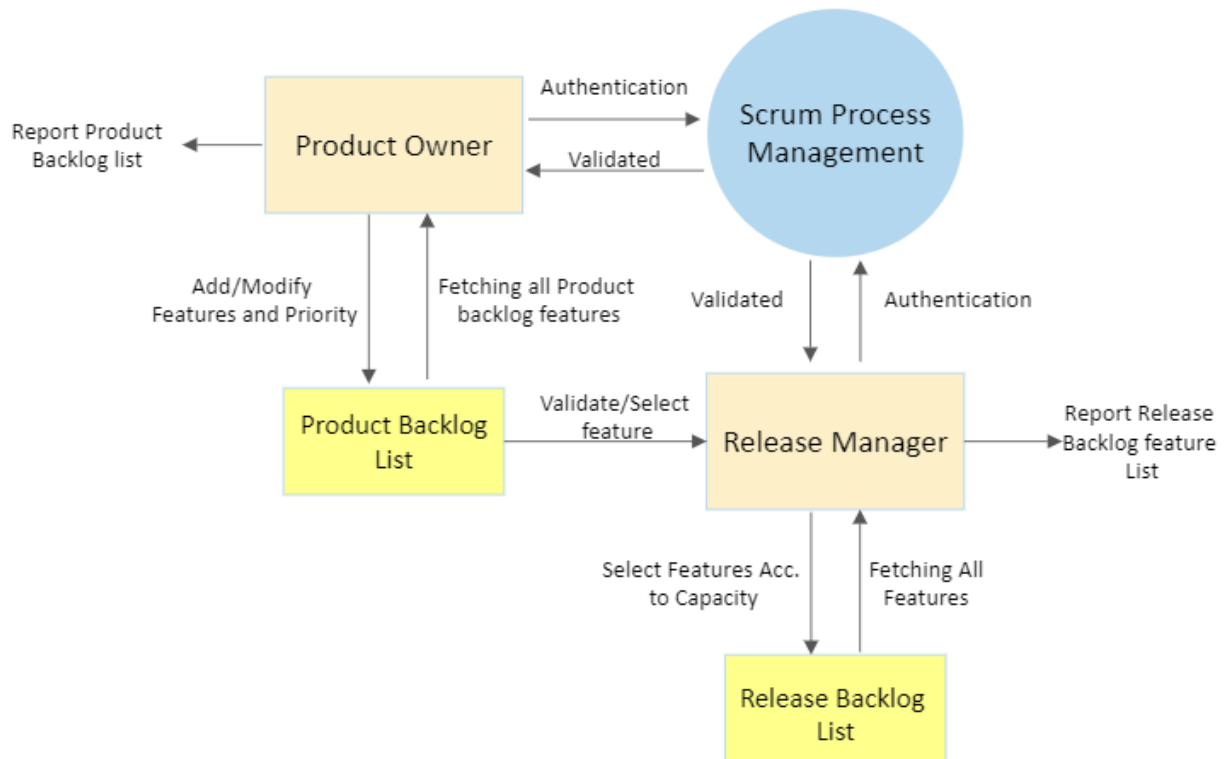 Authentication
Scrum Process
Management
Report Product
Backlog list
Product Owner
Validated
Add/Modify
Features and Priority
Fetching all Product
backlog features
Validated
Authentication
Product Backlog
List
Validate/Select
feature
Release Manager
Report Release
Backlog feature
List
Select Features Acc.
to Capacity
Fetching All
Features
Release Backlog
List